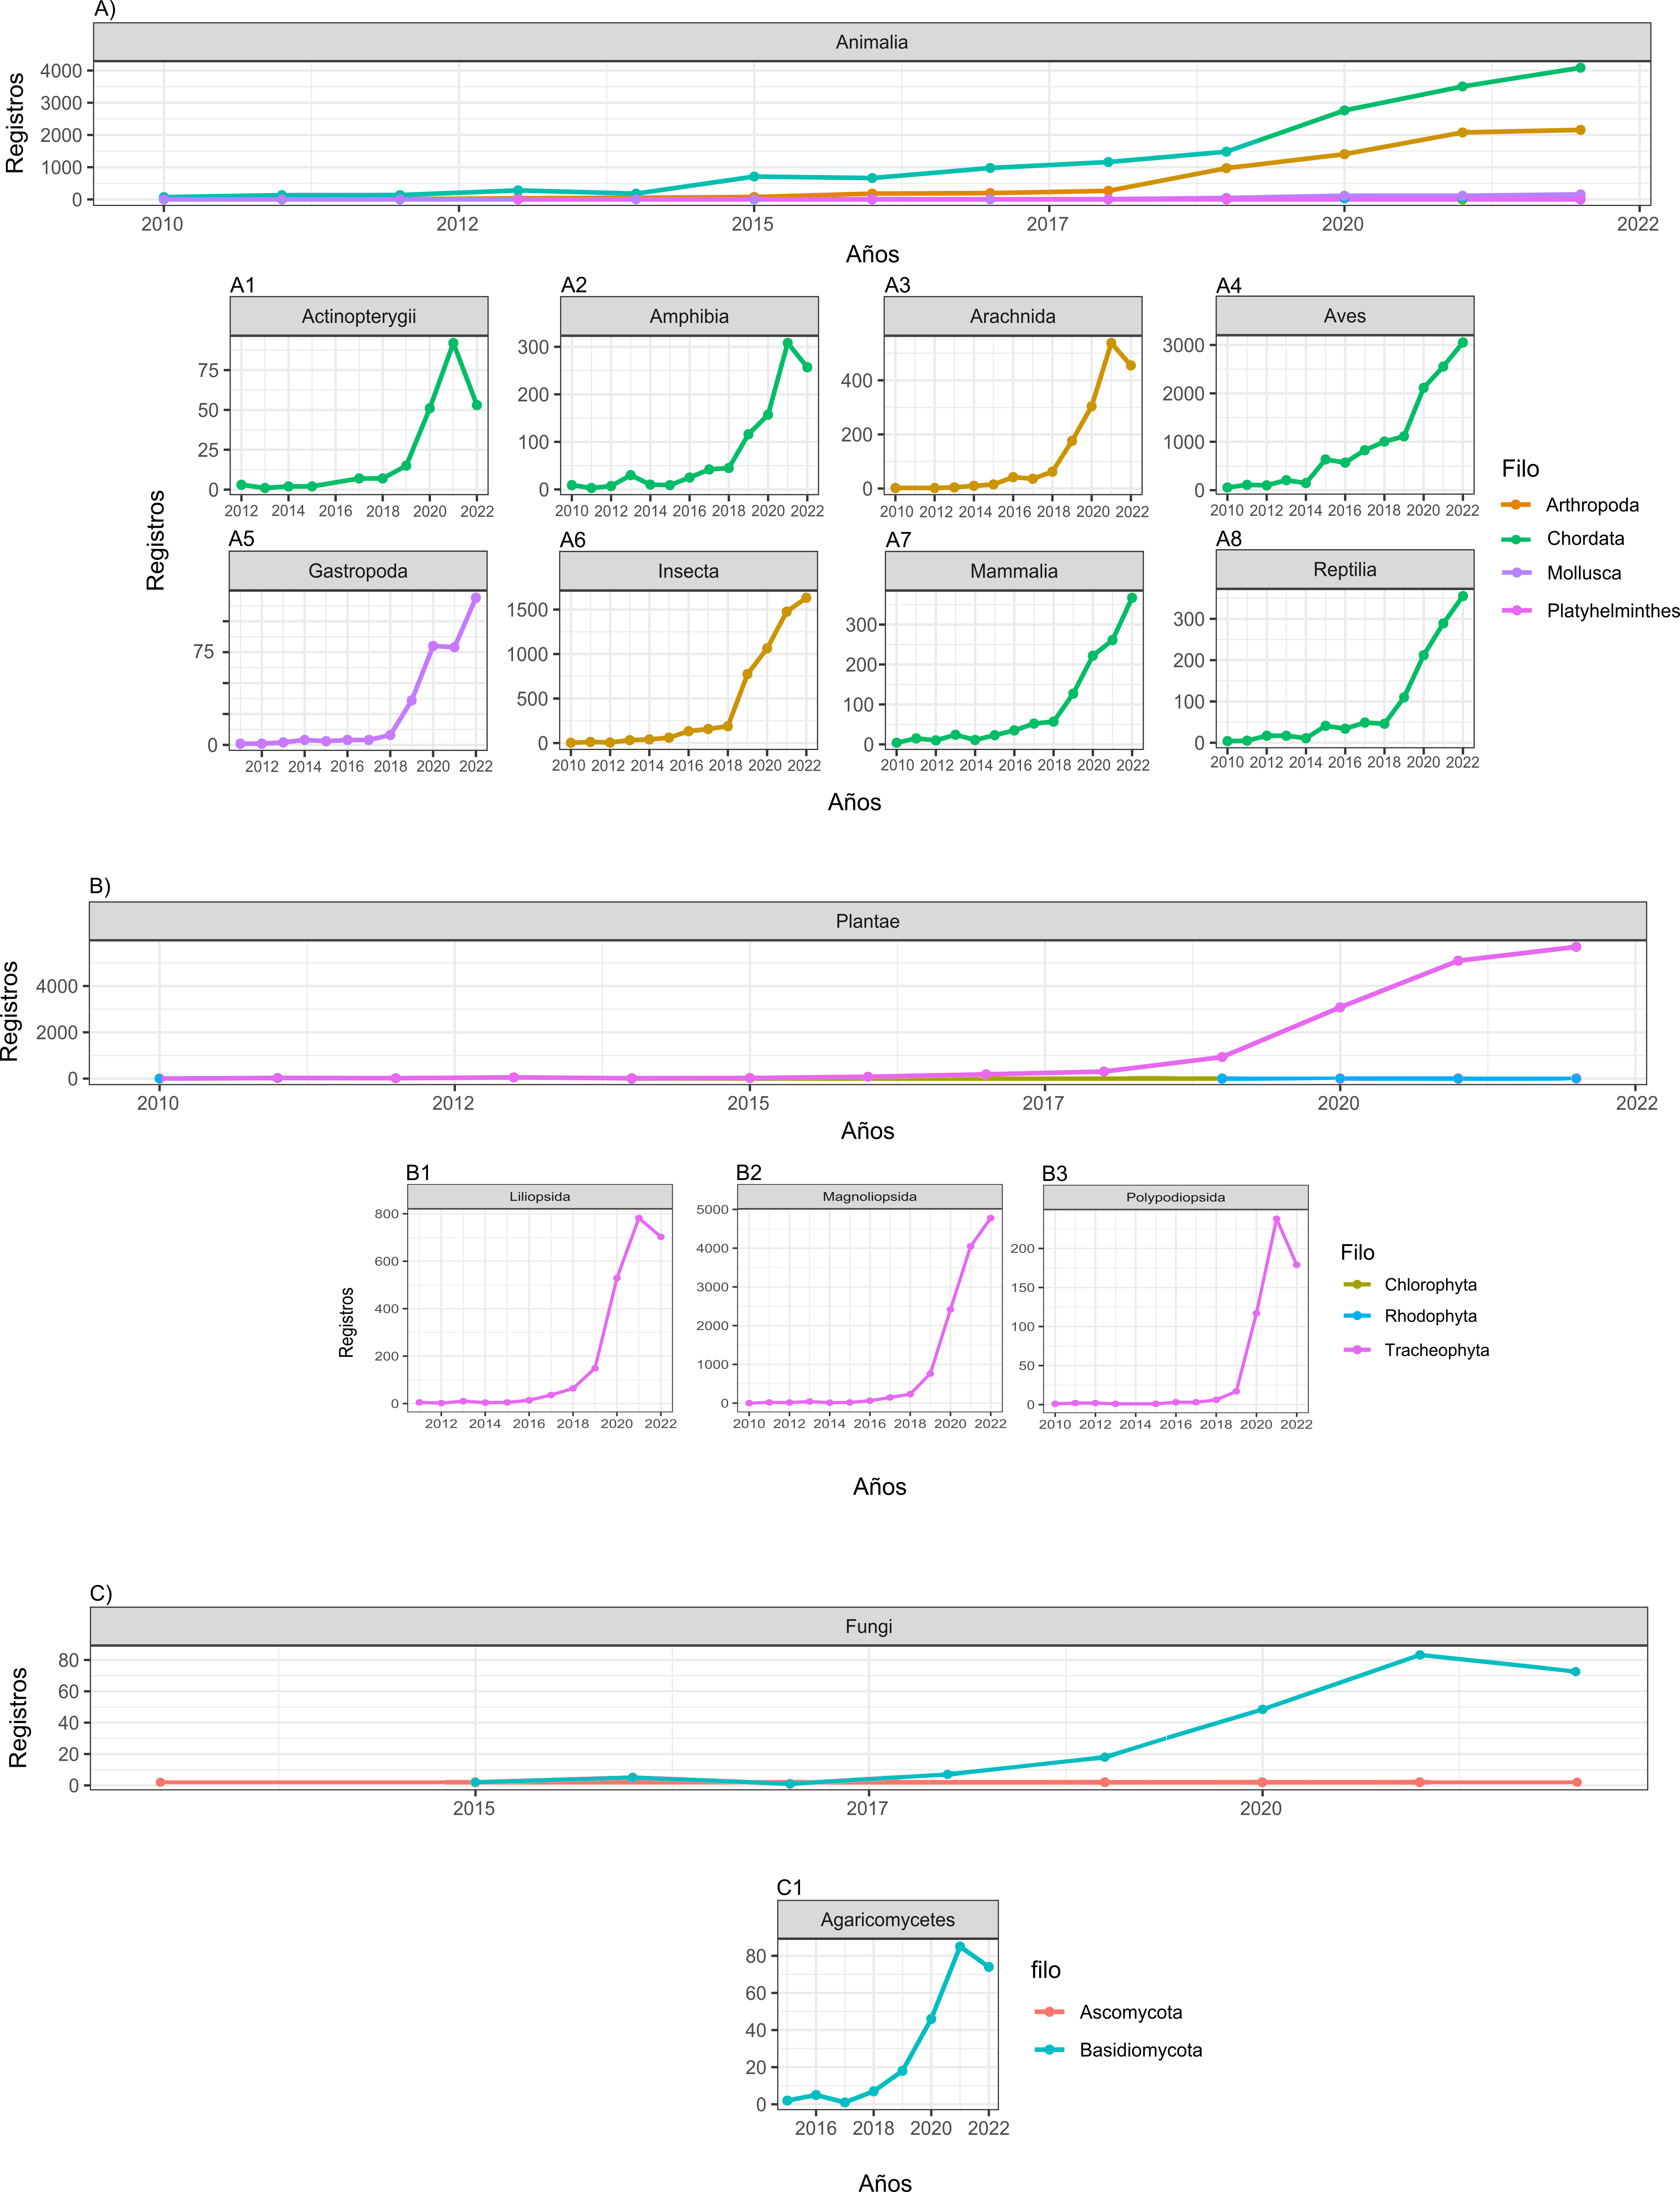 A)
Animalia
Registros
4000
3000
2000
1000
0
2010 2012 2015 2017 2020 2022
Años
A1 A2 A3 A4
Actinopterygii Amphibia Arachnida Aves
75
50
25
0
300
200
100
0
400
200
0
3000
2000
1000
0
2012 2014 2016 2018 2020 2022
2010 2012 2014 2016 2018 2020 2022
2010 2012 2014 2016 2018 2020 2022
2010 2012 2014 2016 2018 2020 2022
Registros
A5 A6 A7 A8
Gastropoda Insecta Mammalia Reptilia
75
0
1500
1000
500
0
300
200
100
0
300
200
100
0
2012 2014 2016 2018 2020 2022
2010 2012 2014 2016 2018 2020 2022
2010 2012 2014 2016 2018 2020 2022
2010 2012 2014 2016 2018 2020 2022
Años
Filo
Arthropoda
Chordata
Mollusca
Platyhelminthes
B)
Plantae
Registros
4000
2000
0
2010 2012 2015 2017 2020 2022
Años
B1 B2 B3
Liliopsida Magnoliopsida Polypodiopsida
Registros
800
600
400
200
0
5000
4000
3000
2000
1000
0
200
150
100
50
0
2012 2014 2016 2018 2020 2022
2010 2012 2014 2016 2018 2020 2022
2010 2012 2014 2016 2018 2020 2022
Años
Filo
Chlorophyta
Rhodophyta
Tracheophyta
C)
Fungi
Registros
80
60
40
20
0
2015 2017 2020
C1
Agaricomycetes
80
60
40
20
0
2016 2018 2020 2022
Años
filo
Ascomycota
Basidiomycota